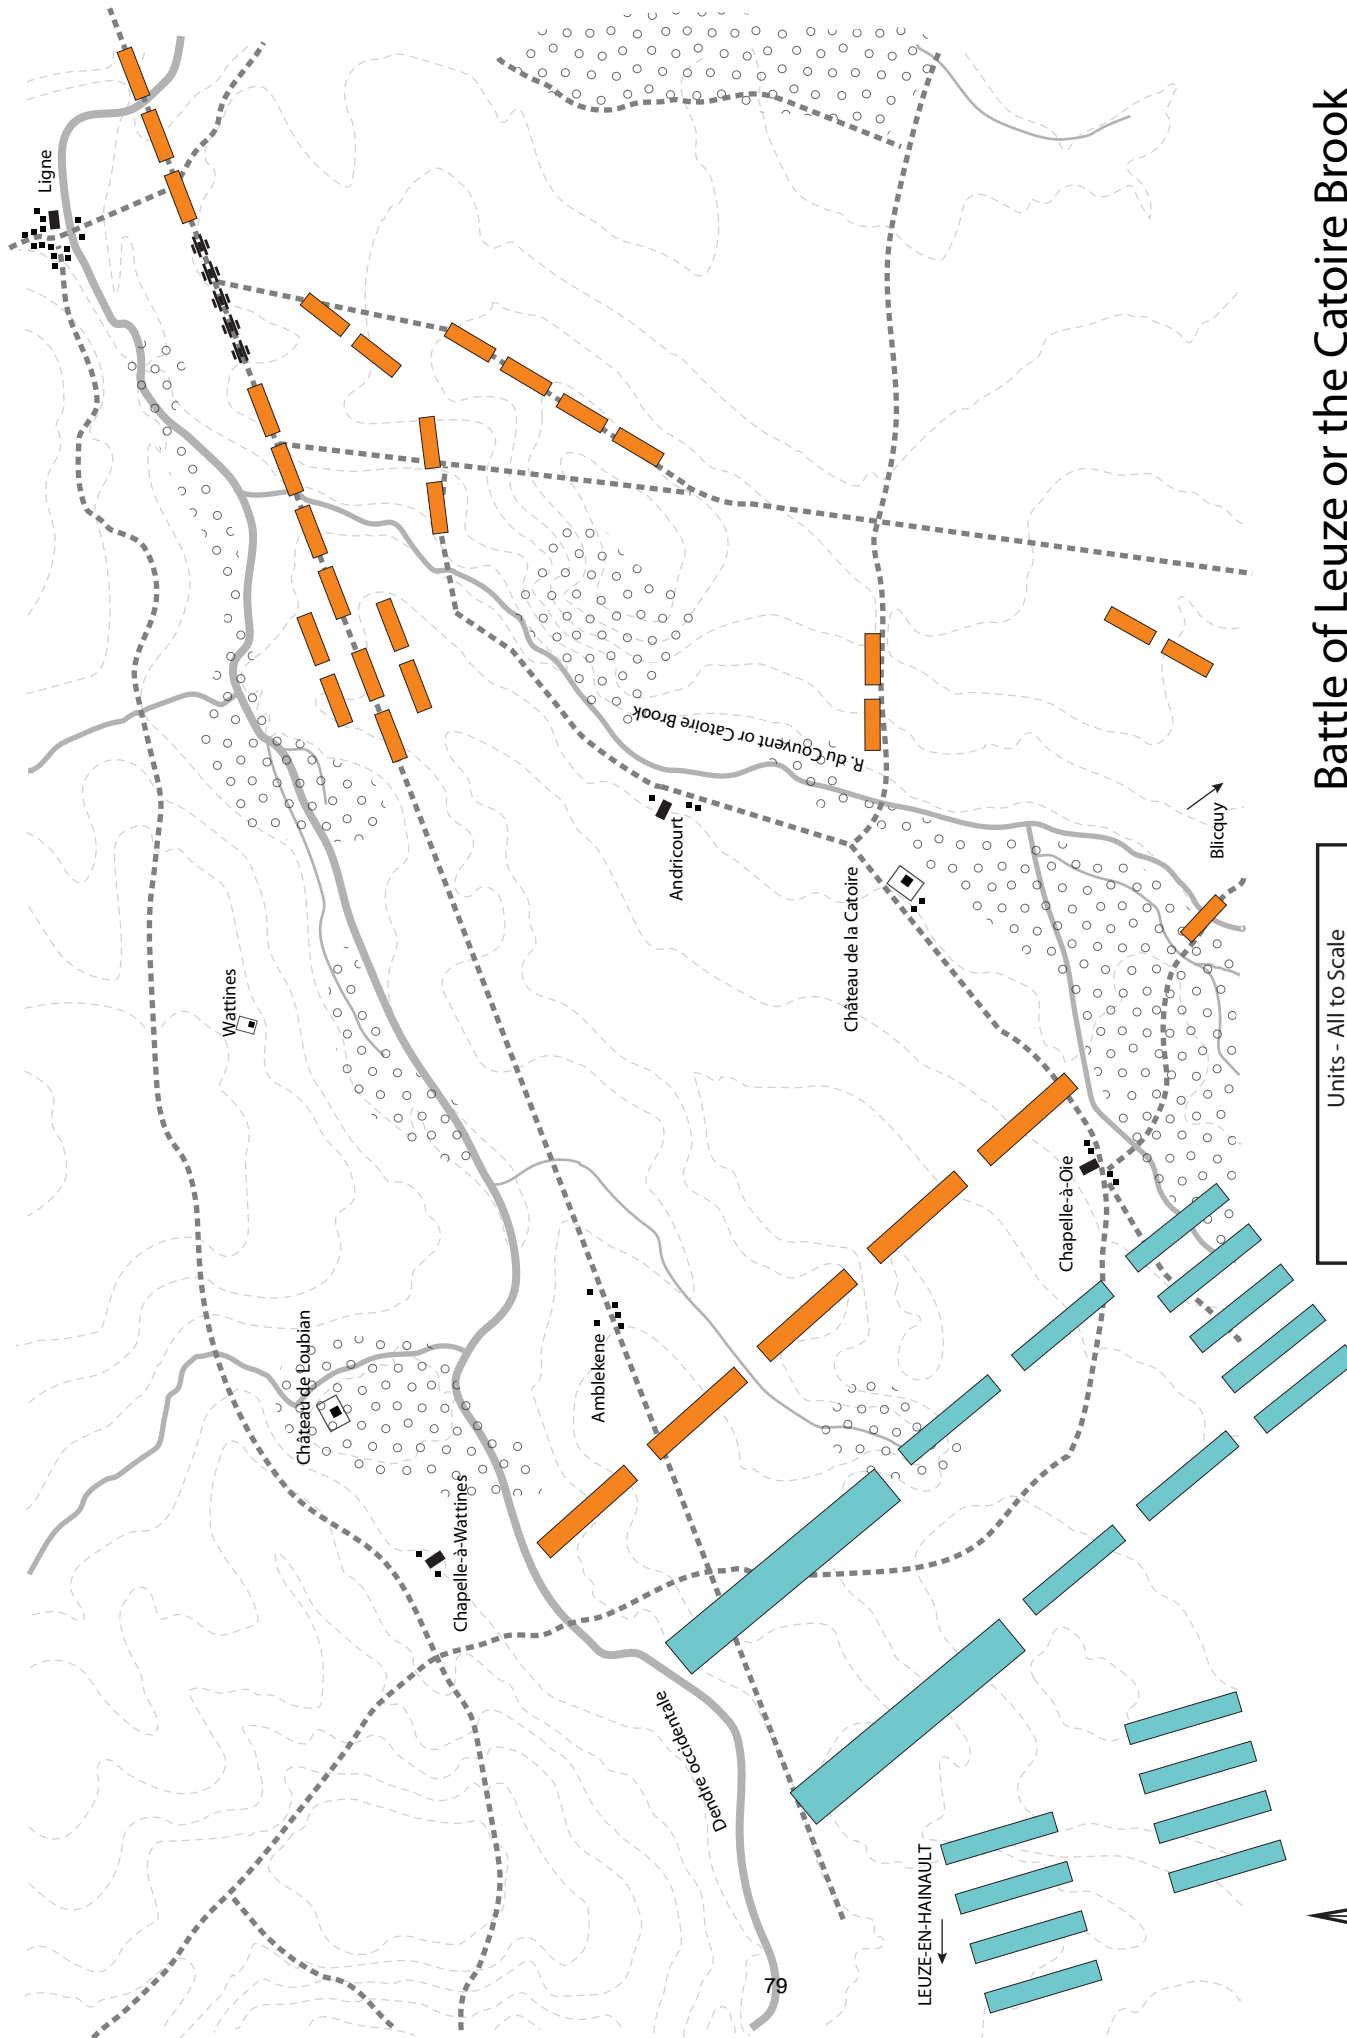 Ligne
Wattines
Château de Loubian
Chapelle-à-Wattines
Amblekene
Andricourt
R. du Couvent or Catoire Brook
Château de la Catoire
Chapelle-à-Oie
Blicquy
Dendre occidentale
LEUZE-EN-HAINAULT
79
Battle of Leuze or the Catoire Brook
Units - All to Scale